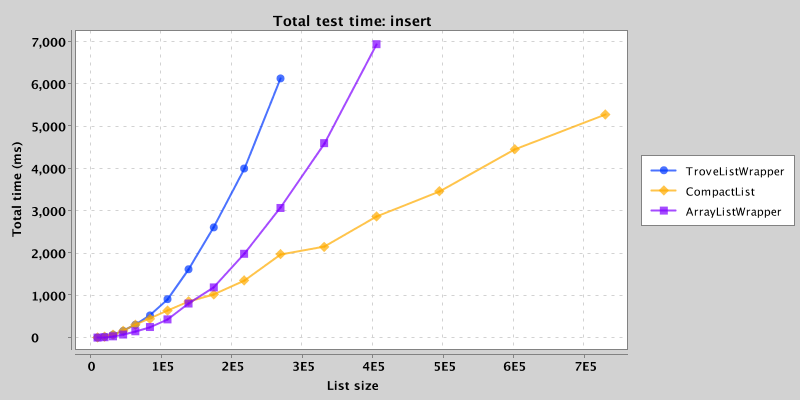 Total test time: insert
Total time (ms)
7,000
6,000
5,000
4,000
3,000
2,000
1,000
0
0 1E5 2E5 3E5 4E5 5E5 6E5 7E5
List size
TroveListWrapper
CompactList
ArrayListWrapper